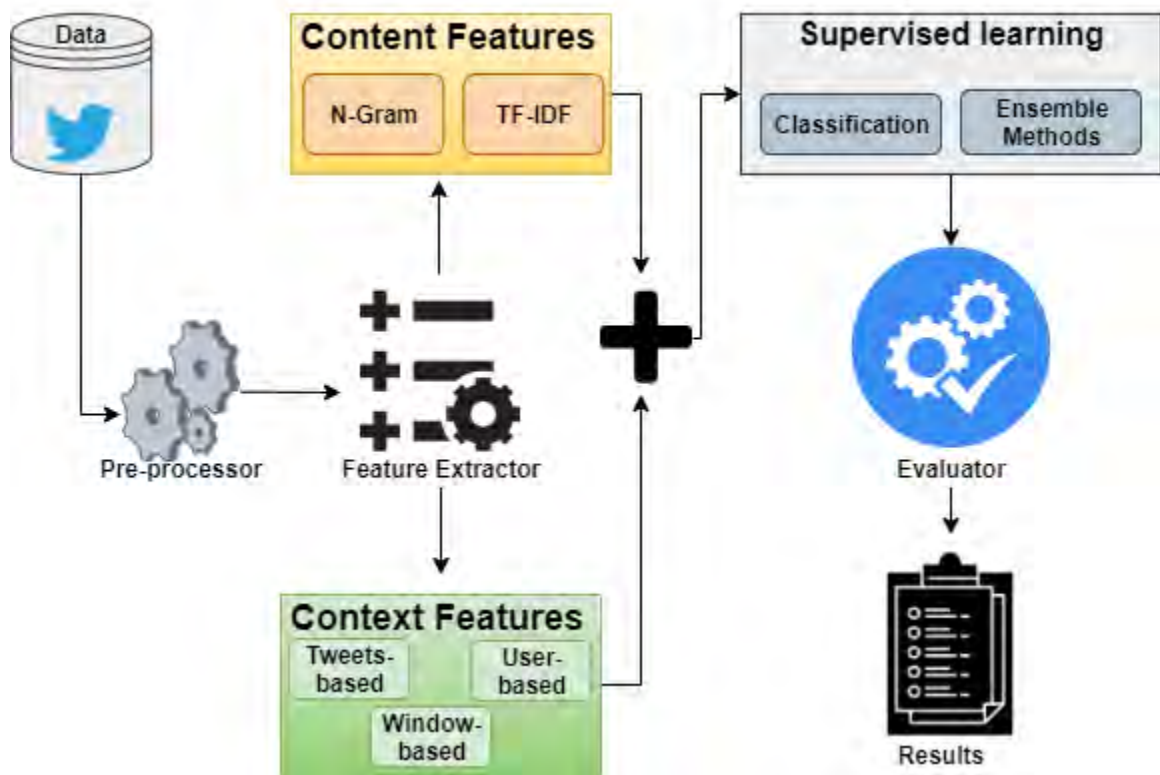 Data
Content Features
N-Gram
TF-IDF
Supervised learning
Classification
Ensemble
Methods
Pre-processor
Feature Extractor
Evaluator
Context Features
Tweets-
based
User-
based
Window-
based
Results